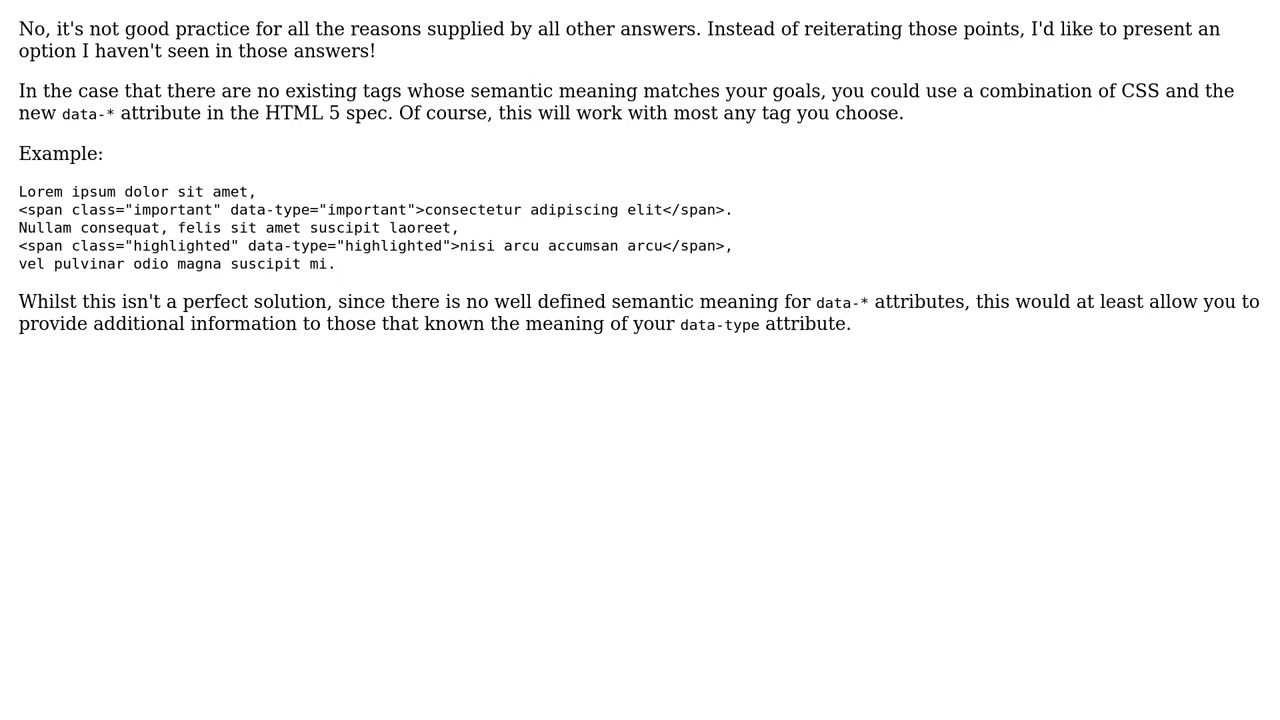 No, it's not good practice for all the reasons supplied by all other answers. Instead of reiterating those points, I'd like to present an
option I haven't seen in those answers!
In the case that there are no existing tags whose semantic meaning matches your goals, you could use a combination of CSS and the
new data-* attribute in the HTML 5 spec. Of course, this will work with most any tag you choose.
Example:
Lorem ipsum dolor sit amet,
<span class="important" data-type="important">consectetur adipiscing elit</span>.
Nullam consequat, felis sit amet suscipit laoreet,
<span class="highlighted" data-type="highlighted">nisi arcu accumsan arcu</span>,
vel pulvinar odio magna suscipit mi.
Whilst this isn't a perfect solution, since there is no well defined semantic meaning for data-* attributes, this would at least allow you to
provide additional information to those that known the meaning of your data-type attribute.